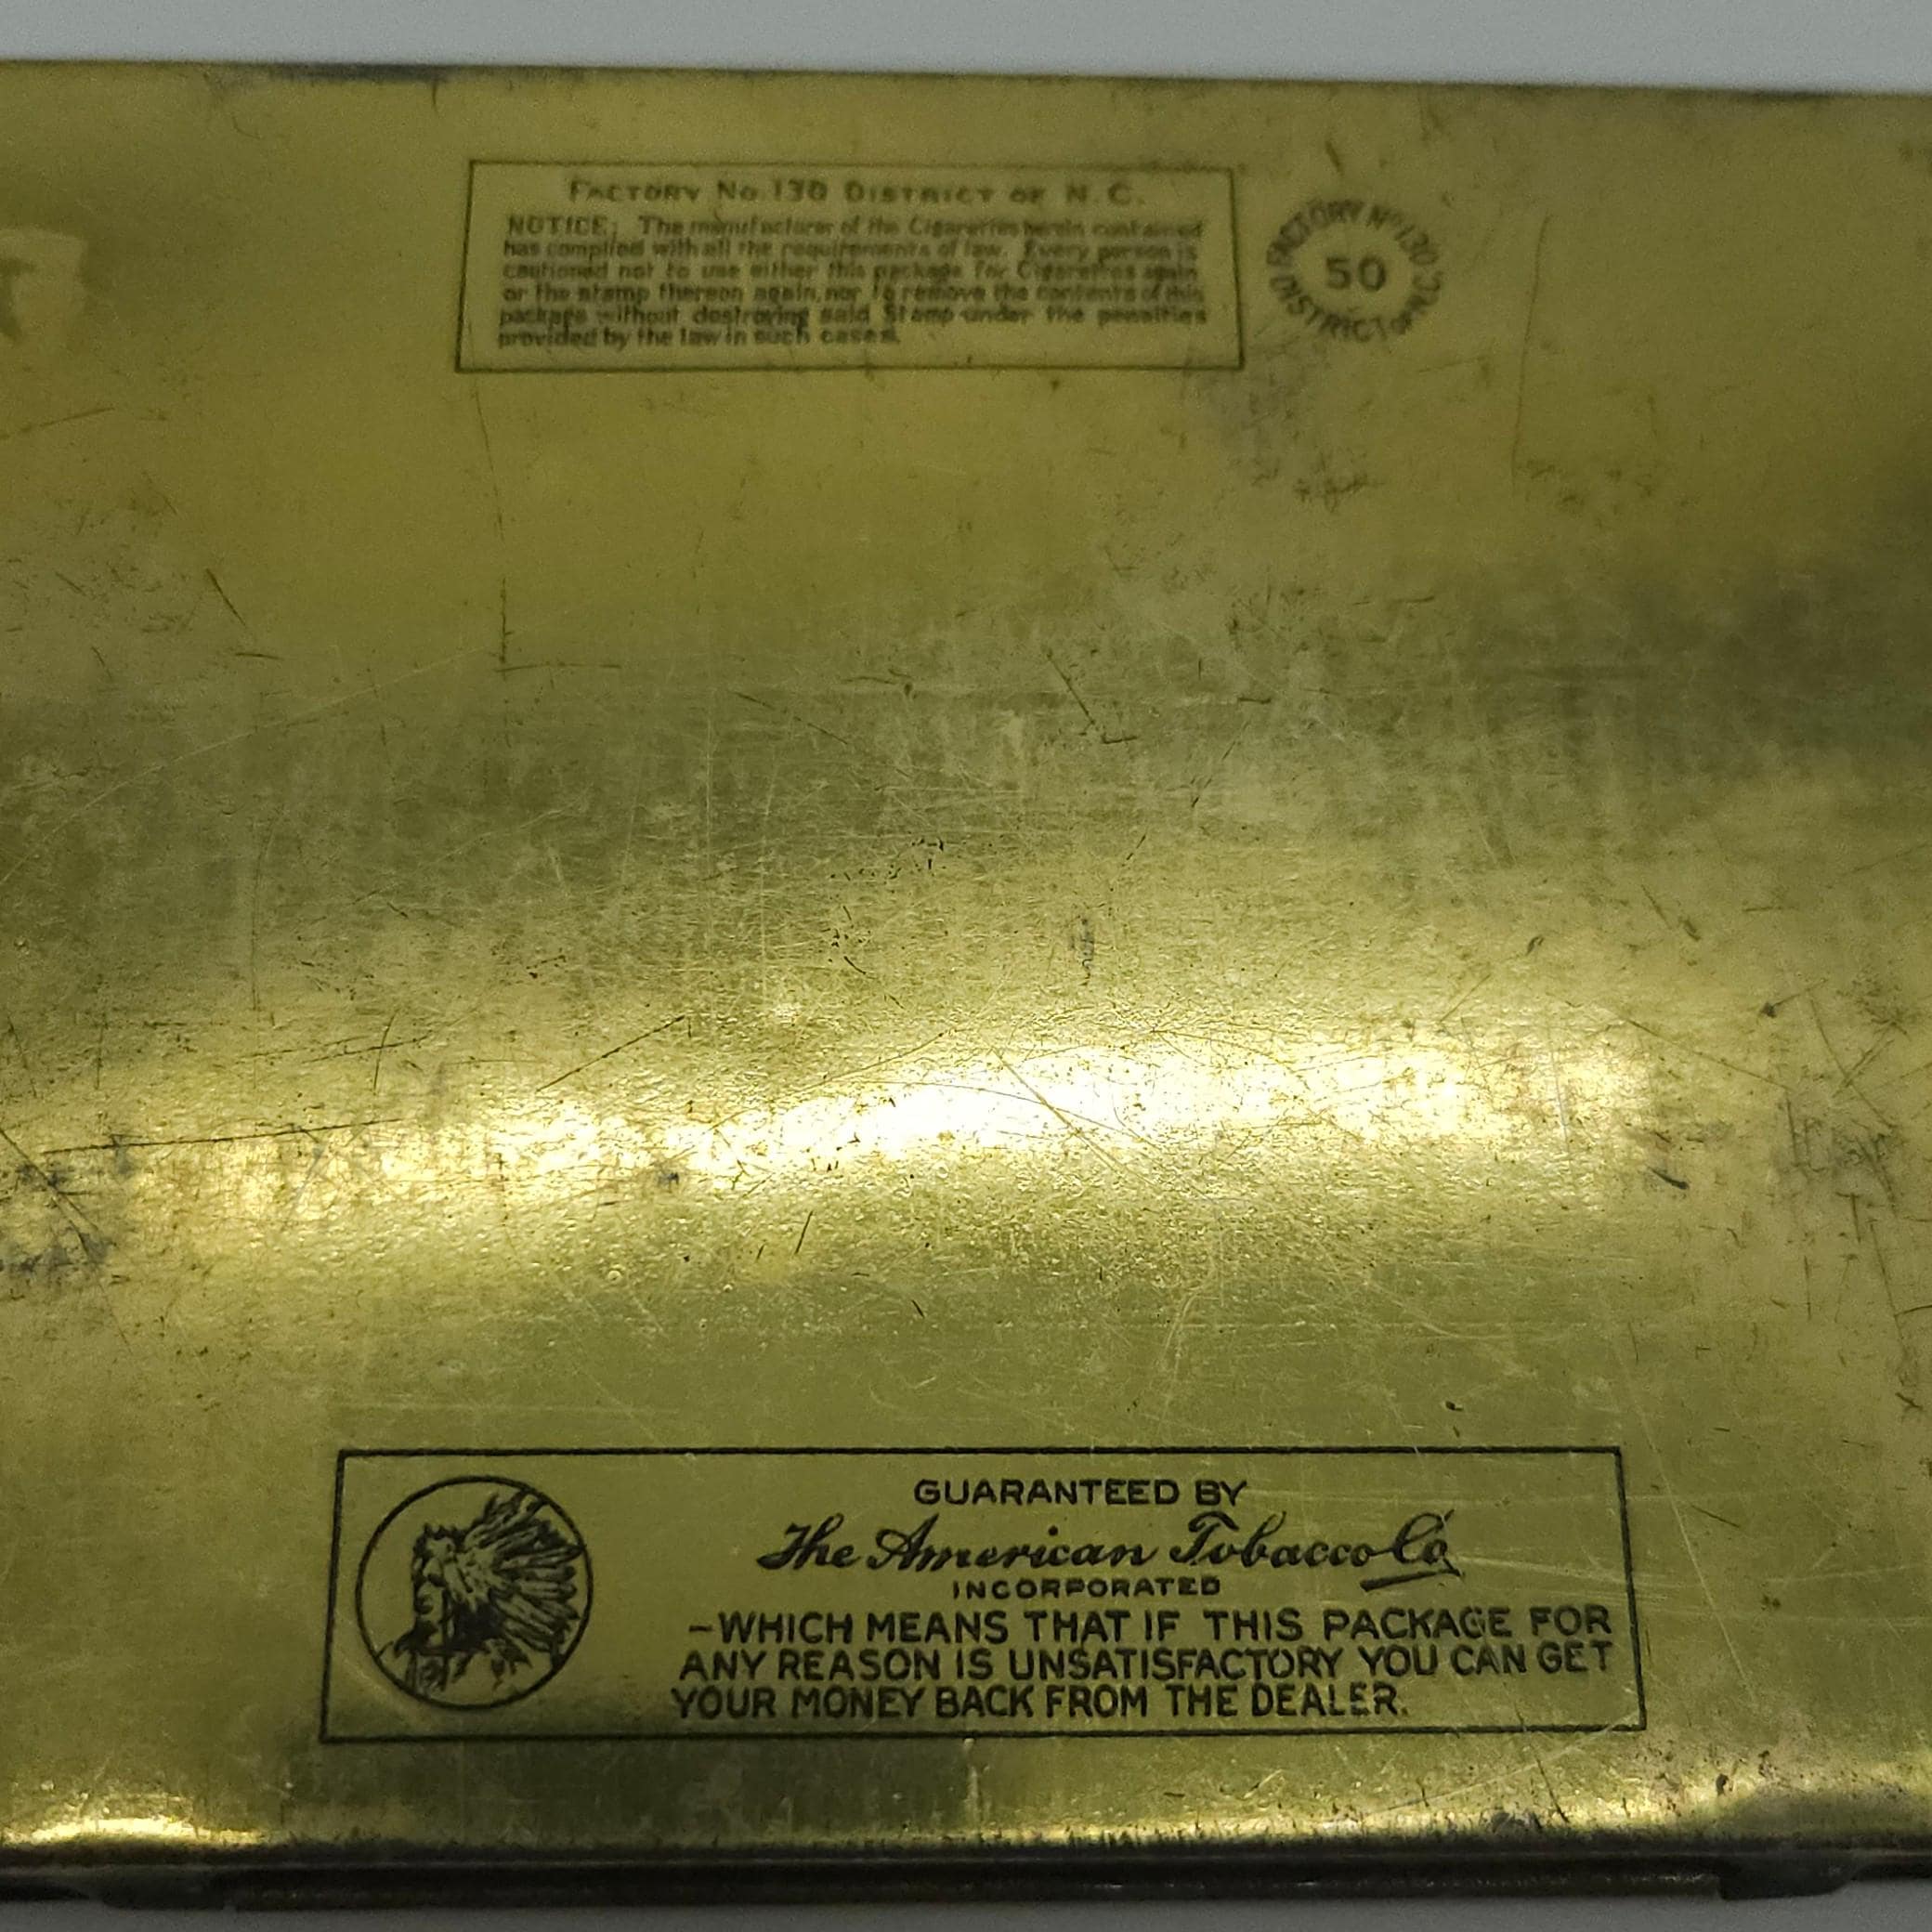 FACTORY No. 130 DISTRICT OF N. C.
NOTICE: The manufacturer of the Cigarettes herein contained
has complied with all the requirements of law. Every person is
cautioned not to use either this package for Cigarettes again
or the stamp thereon again, nor to remove the contents of this
package without destroying said Stamp under the penalties
provided by the law in such cases.
FACTORY No 130
50
DISTRICT OF N.C.
GUARANTEED BY
The American Tobacco Co
INCORPORATED
-WHICH MEANS THAT IF THIS PACKAGE FOR
ANY REASON IS UNSATISFACTORY YOU CAN GET
YOUR MONEY BACK FROM THE DEALER.